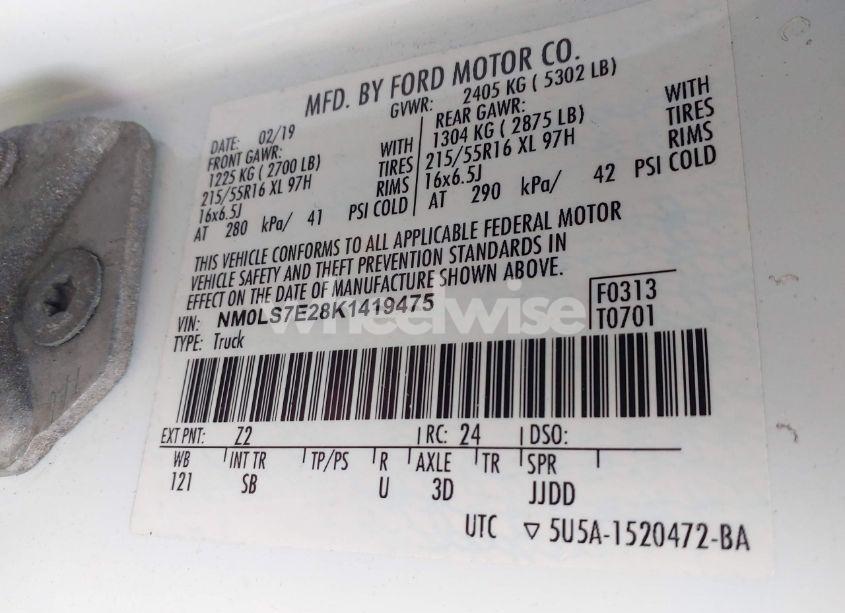 MFD. BY FORD MOTOR CO.
DATE: 02/19 GVWR: 2405 KG ( 5302 LB)
FRONT GAWR: REAR GAWR:
1225 KG ( 2700 LB) WITH 1304 KG ( 2875 LB) WITH
215/55R16 XL 97H TIRES 215/55R16 XL 97H TIRES
16x6.5J RIMS 16x6.5J RIMS
AT 280 kPa/ 41 PSI COLD AT 290 kPa/ 42 PSI COLD
THIS VEHICLE CONFORMS TO ALL APPLICABLE FEDERAL MOTOR
VEHICLE SAFETY AND THEFT PREVENTION STANDARDS IN
EFFECT ON THE DATE OF MANUFACTURE SHOWN ABOVE.
VIN: NM0LS7E28K1419475 F0313
TYPE: Truck T0701
wheelwise
EXT PNT: Z2 RC: 24 DSO:
WB INT TR TP/PS R AXLE TR SPR
121 SB U 3D JJDD
UTC ▽ 5U5A-1520472-BA